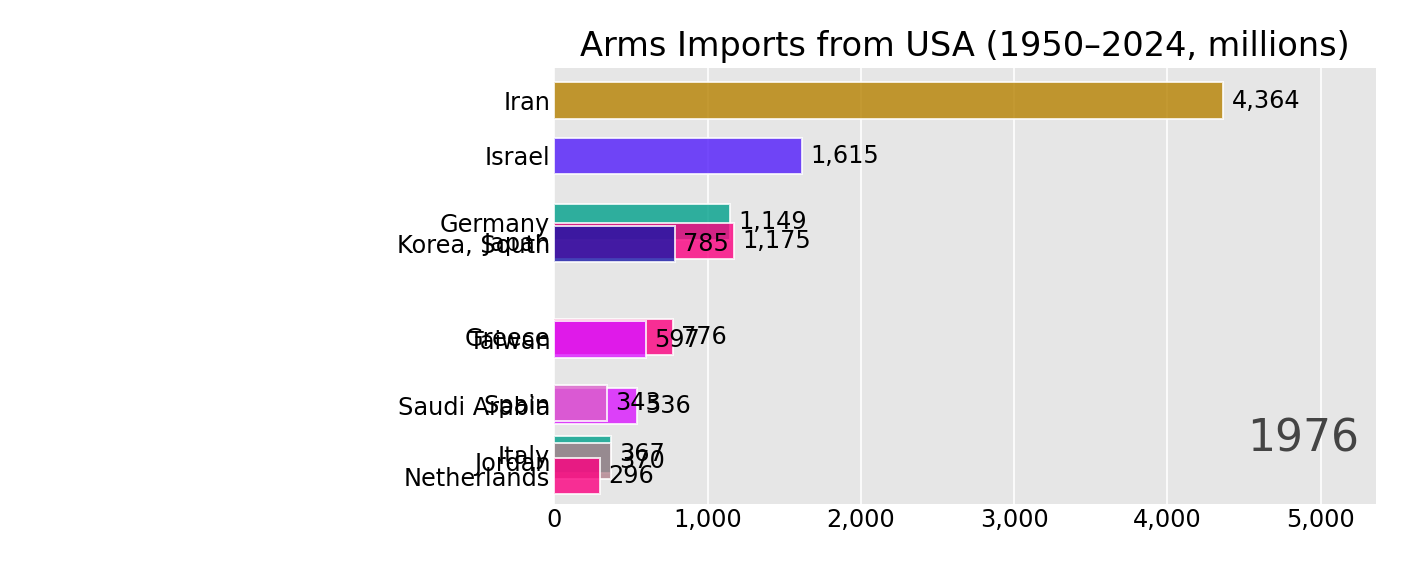 Arms Imports from USA (1950–2024, millions)
Iran 4,364
Israel 1,615
Germany 1,149
Japan 1,175
Korea, South 785
Greece 776
Taiwan 597
Spain 343
Saudi Arabia 536
Italy 367
Jordan 370
Netherlands 296
1976
0 1,000 2,000 3,000 4,000 5,000